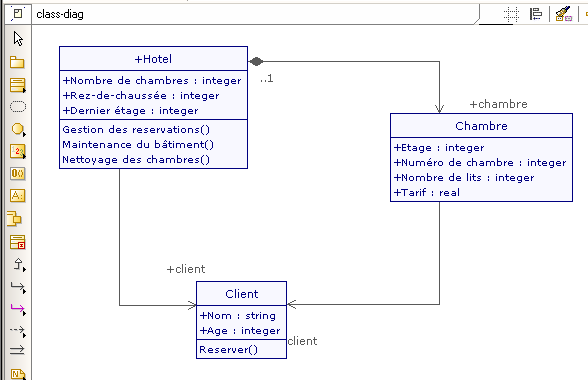 class-diag
+Hotel
+Nombre de chambres : integer
+Rez-de-chaussée : integer
+Dernier étage : integer
Gestion des reservations()
Maintenance du bâtiment()
Nettoyage des chambres()
..1
+chambre
Chambre
+Etage : integer
+Numéro de chambre : integer
+Nombre de lits : integer
+Tarif : real
+client
Client
+Nom : string
+Age : integer
Reserver()
client